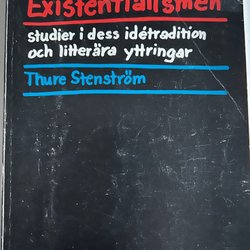 Existentialismen
studier i dess idétradition
och litterära yttringar
Thure Stenström